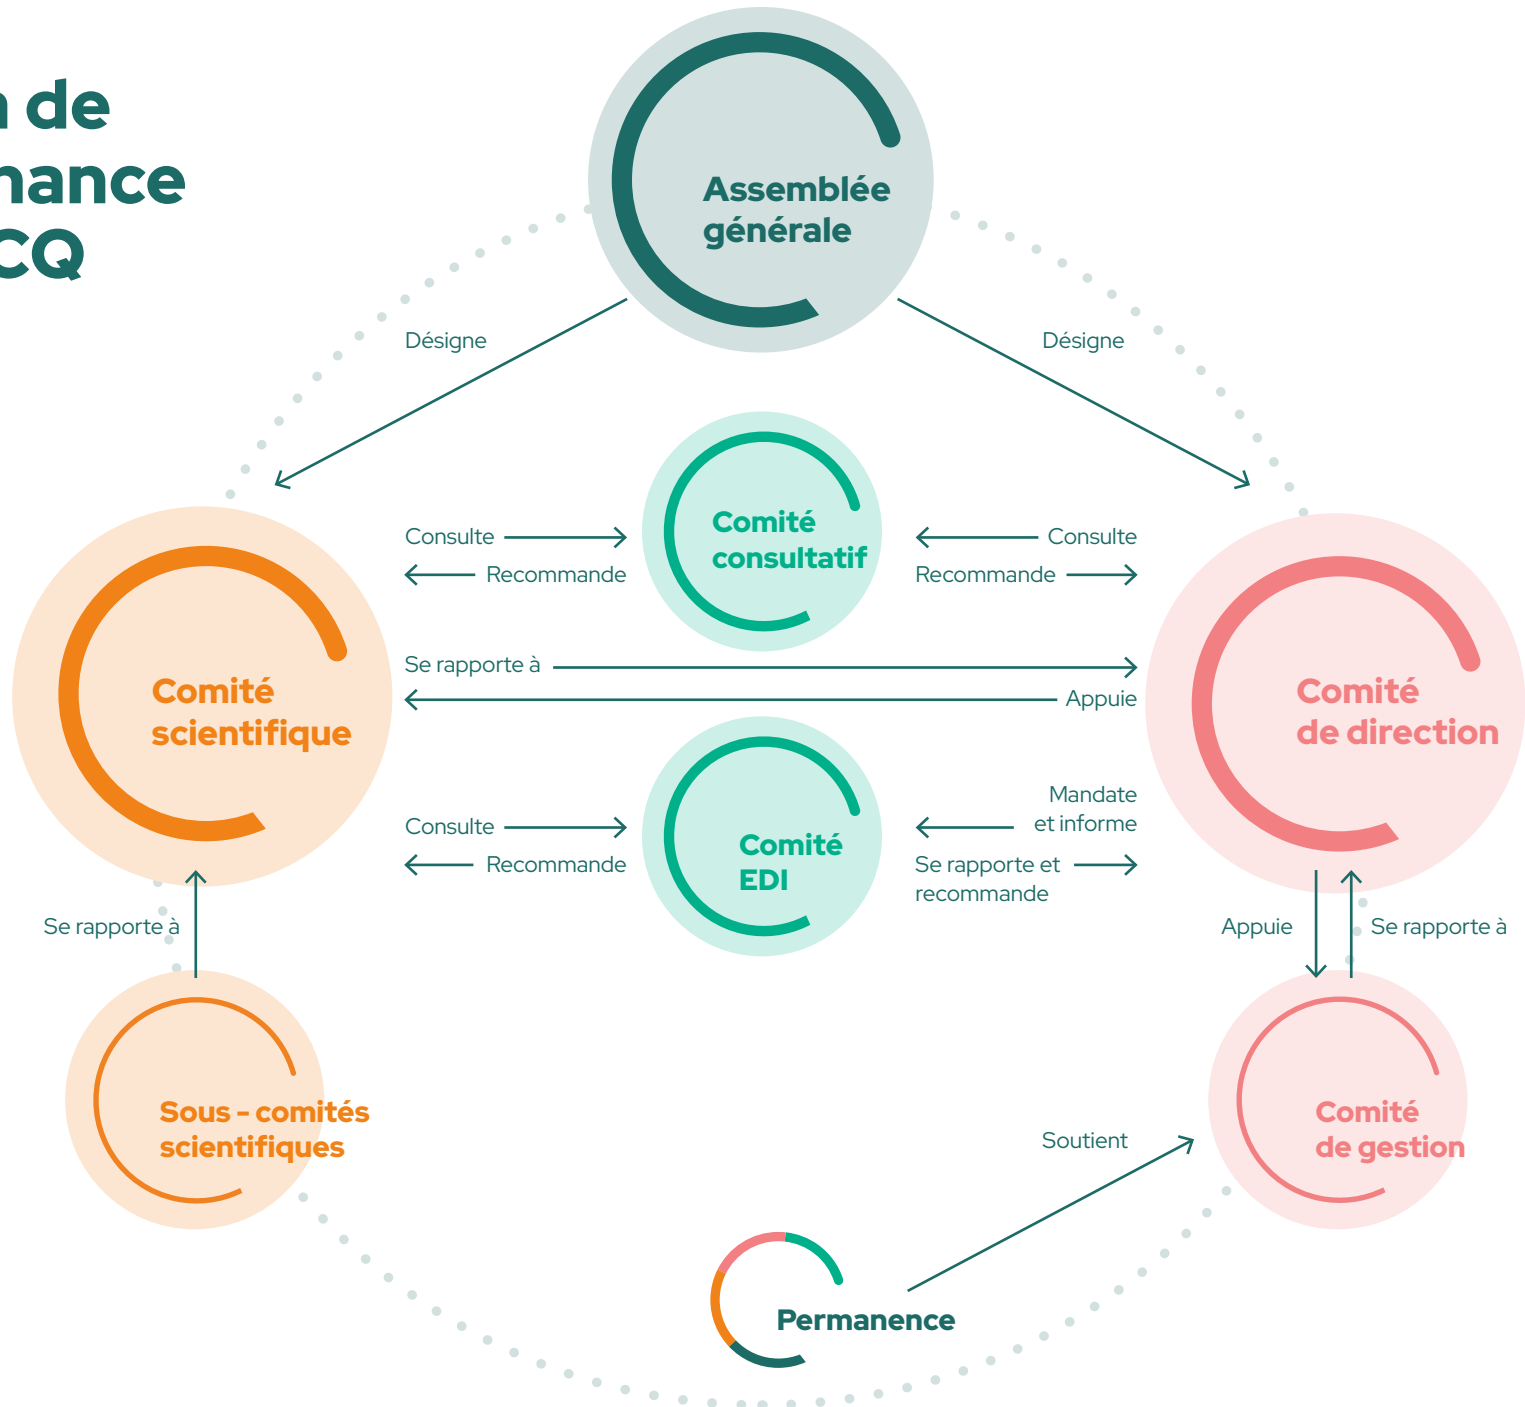 de
nance
CQ
Assemblée
générale
Désigne
Désigne
Comité
consultatif
Consulte
Recommande
Consulte
Recommande
Se rapporte à
Appuie
Comité
scientifique
Comité
de direction
Consulte
Recommande
Comité
EDI
Mandate
et informe
Se rapporte et
recommande
Se rapporte à
Appuie
Se rapporte à
Sous - comités
scientifiques
Comité
de gestion
Soutient
Permanence